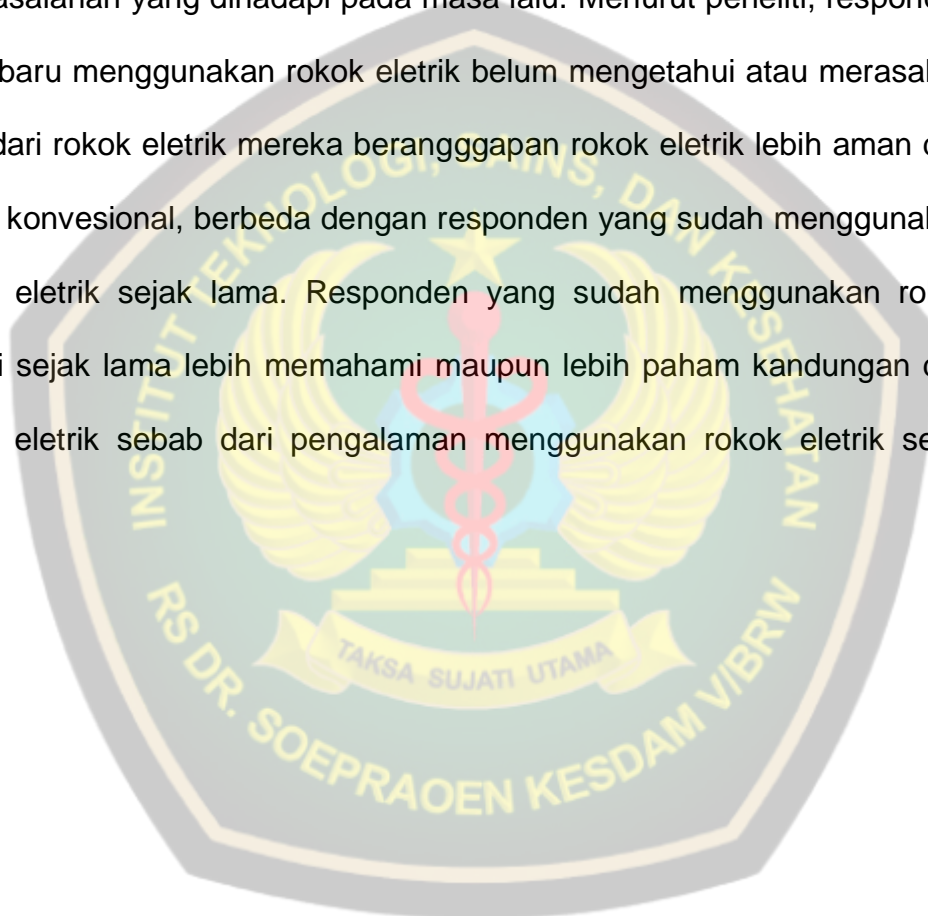 asalahan yang dihadapi pada masa lalu. Menurut peneliti, respond
baru menggunakan rokok eletrik belum mengetahui atau merasal
dari rokok eletrik mereka berangggapan rokok eletrik lebih aman
konvesional, berbeda dengan responden yang sudah menggunal
eletrik sejak lama. Responden yang sudah menggunakan ro
i sejak lama lebih memahami maupun lebih paham kandungan
eletrik sebab dari pengalaman menggunakan rokok eletrik se
INSTITUT TEKNOLOGI, SAINS, DAN KESEHATAN
TAKSA SUJATI UTAMA
RS DR. SOEPRAOEN KESDAM V/BRW